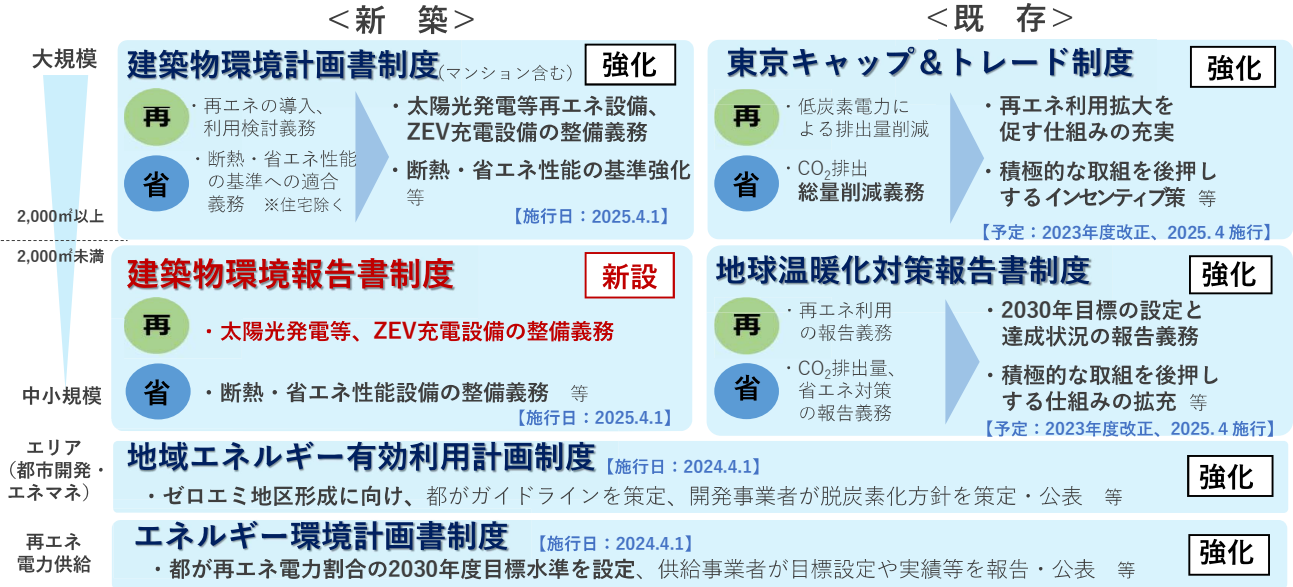 ＜新　築＞
＜既　存＞
大規模
2,000㎡以上
2,000㎡未満
中小規模
建築物環境計画書制度(マンション含む)
強化
再
・再エネの導入、
利用検討義務
省
・断熱・省エネ性能
の基準への適合
義務　※住宅除く
・太陽光発電等再エネ設備、
ZEV充電設備の整備義務
・断熱・省エネ性能の基準強化
等
【施行日：2025.4.1】
東京キャップ＆トレード制度
強化
再
・低炭素電力に
よる排出量削減
省
・CO2排出
総量削減義務
・再エネ利用拡大を
促す仕組みの充実
・積極的な取組を後押し
するインセンティブ策 等
【予定：2023年度改正、2025.４施行】
建築物環境報告書制度
新設
再
・太陽光発電等、ZEV充電設備の整備義務
省
・断熱・省エネ性能設備の整備義務　等
【施行日：2025.4.1】
地球温暖化対策報告書制度
強化
再
・再エネ利用
の報告義務
省
・CO2排出量、
省エネ対策
の報告義務
・2030年目標の設定と
達成状況の報告義務
・積極的な取組を後押し
する仕組みの拡充 等
【予定：2023年度改正、2025.４施行】
エリア
（都市開発・
エネマネ）
地域エネルギー有効利用計画制度【施行日：2024.4.1】
強化
・ゼロエミ地区形成に向け、都がガイドラインを策定、開発事業者が脱炭素化方針を策定・公表　等
再エネ
電力供給
エネルギー環境計画書制度　【施行日：2024.4.1】
強化
・都が再エネ電力割合の2030年度目標水準を設定、供給事業者が目標設定や実績等を報告・公表　等